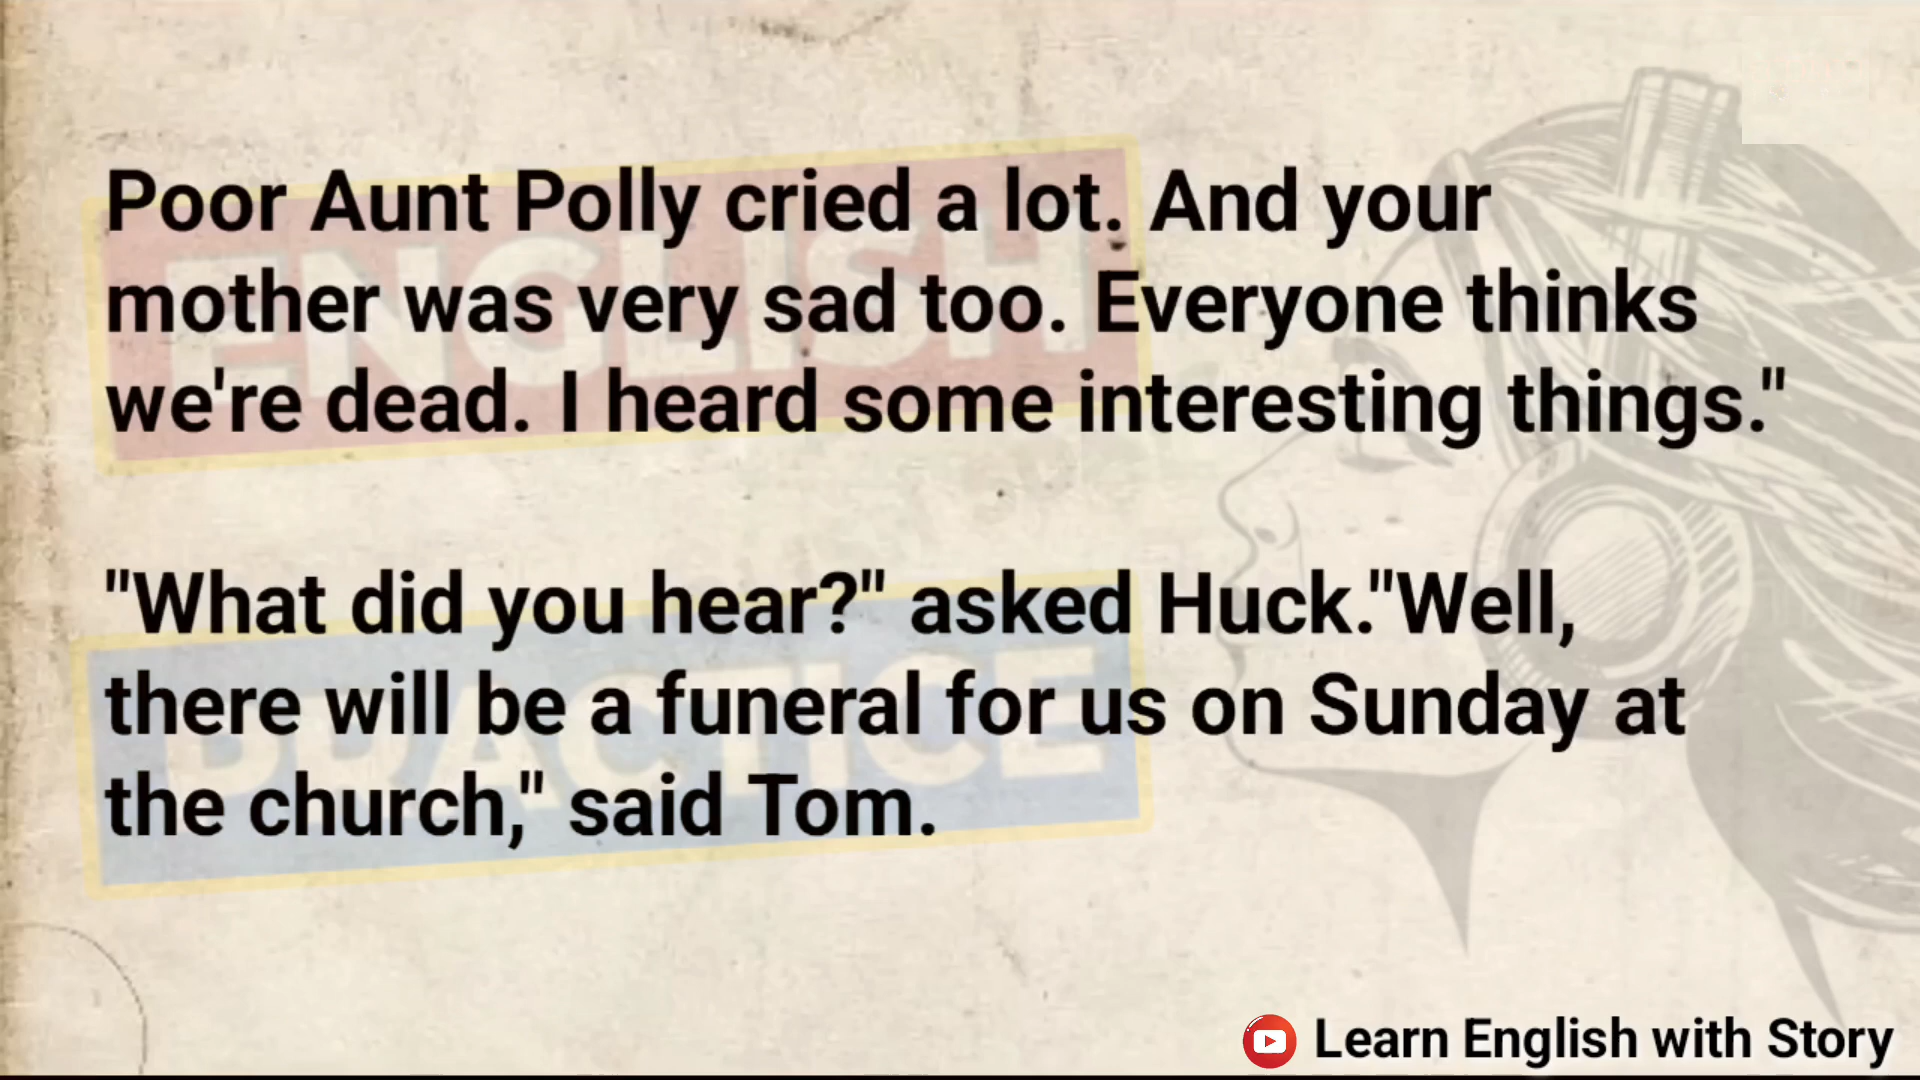 Poor Aunt Polly cried a lot. And your
mother was very sad too. Everyone thinks
we're dead. I heard some interesting things."
"What did you hear?" asked Huck."Well,
there will be a funeral for us on Sunday at
the church," said Tom.
ENGLISH
PRACTICE
Learn English with Story